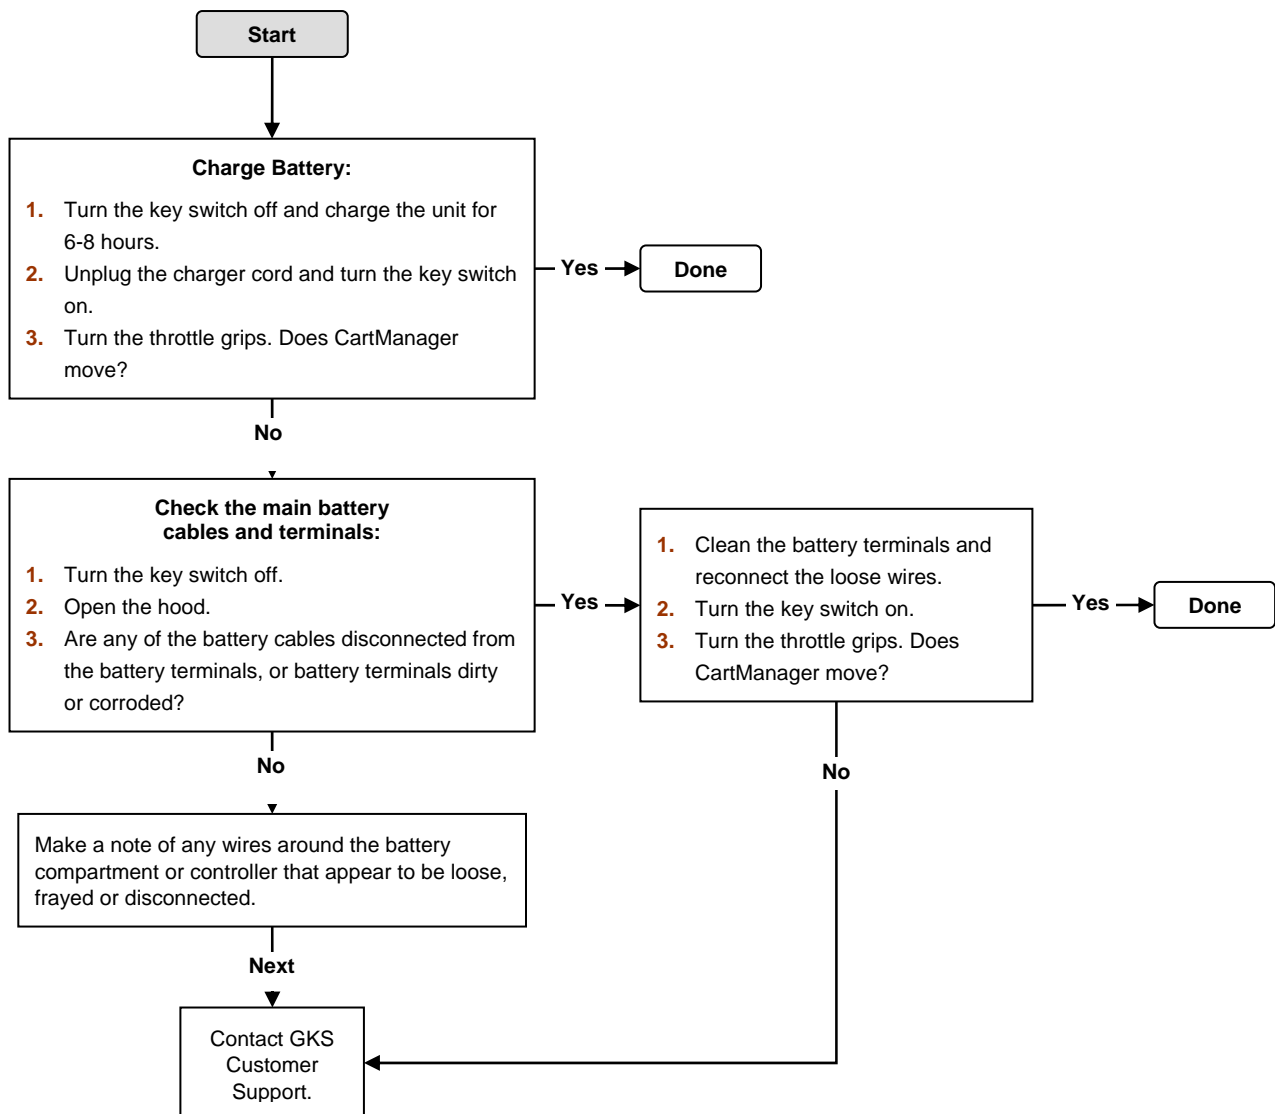 Start
Charge Battery:
1. Turn the key switch off and charge the unit for
6-8 hours.
2. Unplug the charger cord and turn the key switch
on.
3. Turn the throttle grips. Does CartManager
move?
Yes
Done
No
Check the main battery
cables and terminals:
1. Turn the key switch off.
2. Open the hood.
3. Are any of the battery cables disconnected from
the battery terminals, or battery terminals dirty
or corroded?
Yes
1. Clean the battery terminals and
reconnect the loose wires.
2. Turn the key switch on.
3. Turn the throttle grips. Does
CartManager move?
Yes
Done
No
No
Make a note of any wires around the battery
compartment or controller that appear to be loose,
frayed or disconnected.
Next
Contact GKS
Customer
Support.